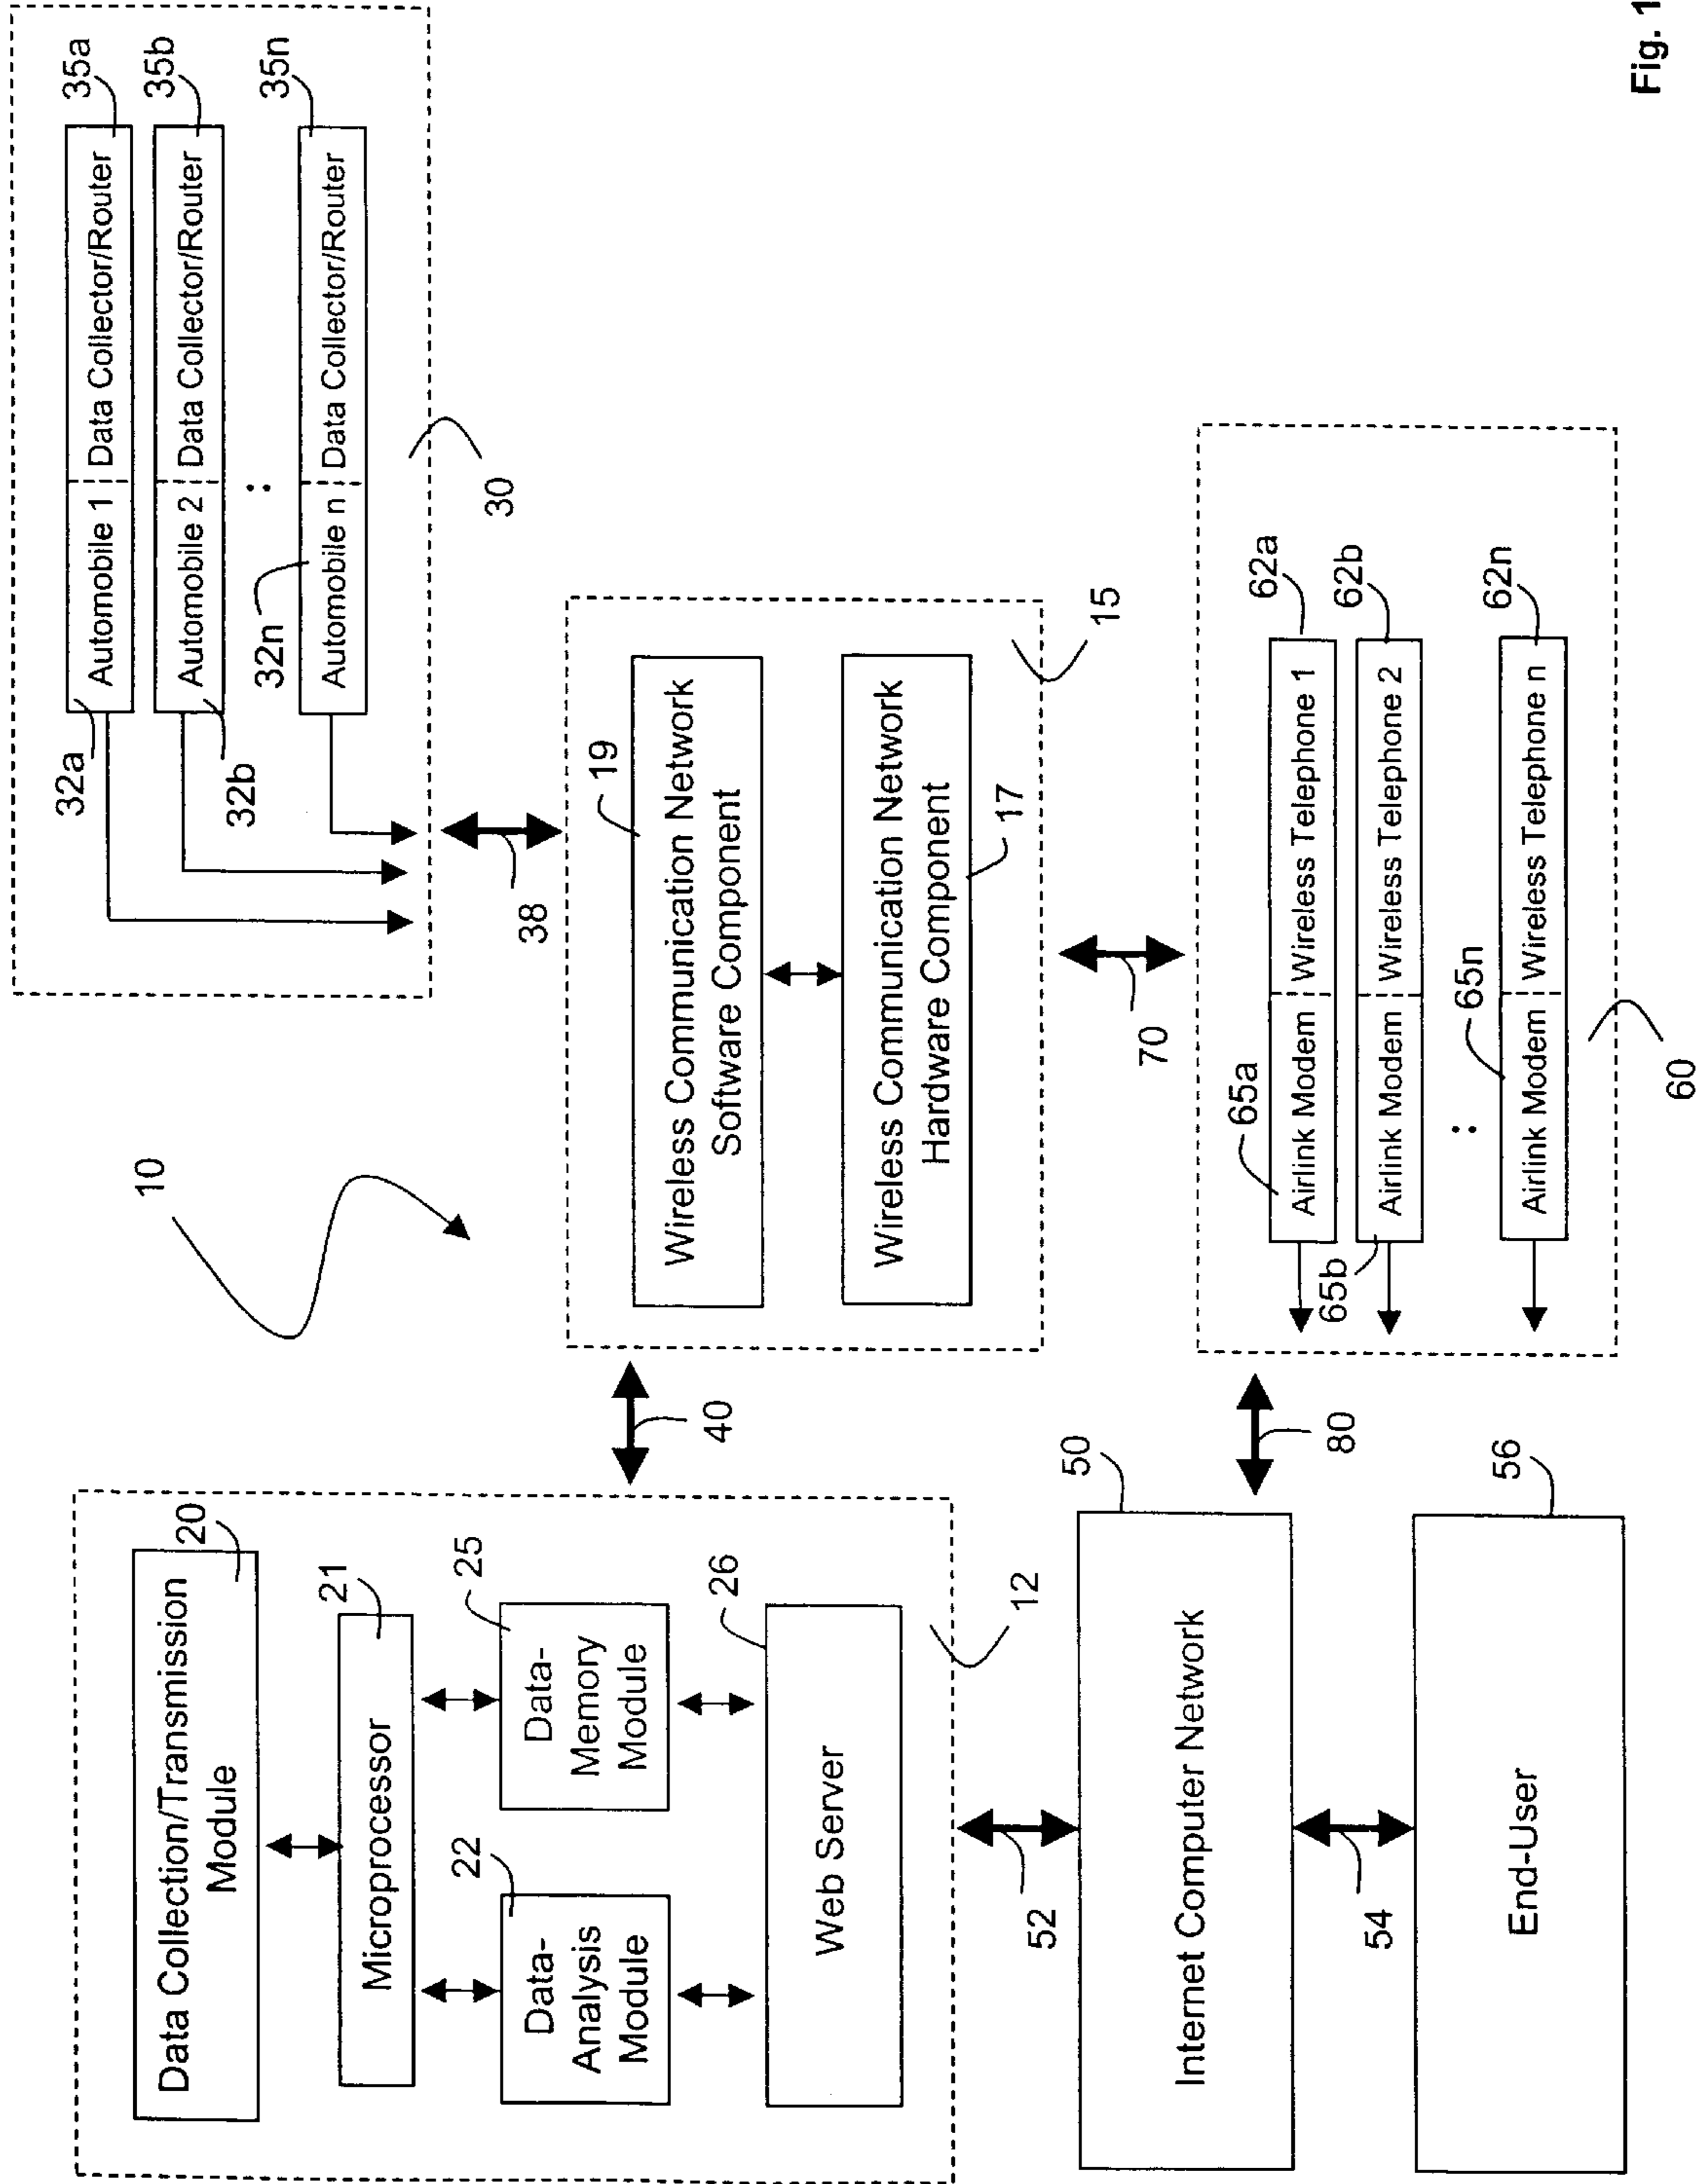 20
Data Collection/Transmission
Module
21
Microprocessor
22
Data-
Analysis
Module
25
Data-
Memory
Module
26
Web Server
12
52
50
Internet Computer Network
54
56
End-User
10
40
80
19
Wireless Communication Network
Software Component
Wireless Communication Network
Hardware Component
17
15
38
70
32a
Automobile 1
Data Collector/Router
35a
32b
Automobile 2
Data Collector/Router
35b
:
32n
Automobile n
Data Collector/Router
35n
30
65a
Airlink Modem
Wireless Telephone 1
62a
65b
Airlink Modem
Wireless Telephone 2
62b
:
65n
Airlink Modem
Wireless Telephone n
62n
60
Fig. 1